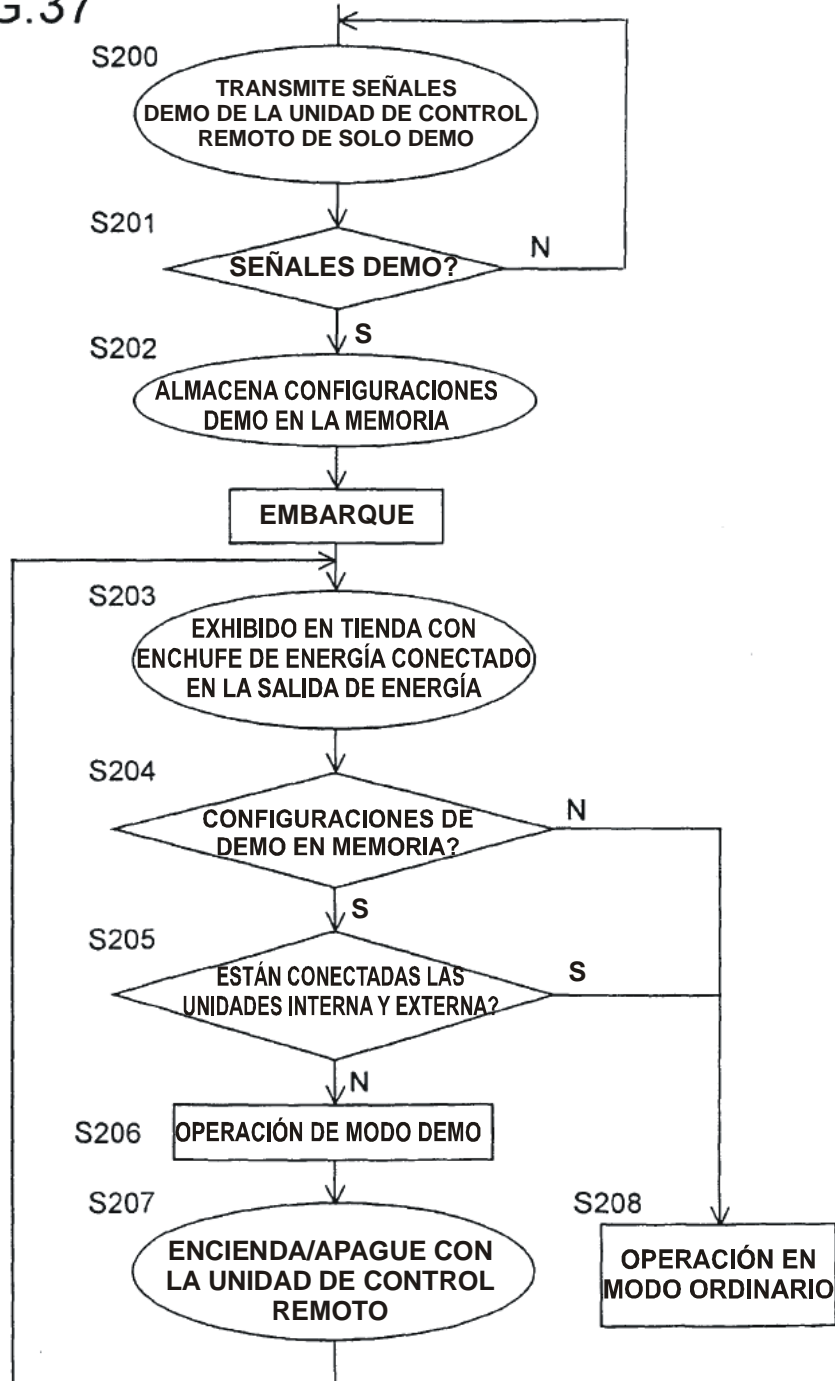 G.37
S200
TRANSMITE SEÑALES
DEMO DE LA UNIDAD DE CONTROL
REMOTO DE SOLO DEMO
S201
SEÑALES DEMO?
N
S
S202
ALMACENA CONFIGURACIONES
DEMO EN LA MEMORIA
EMBARQUE
S203
EXHIBIDO EN TIENDA CON
ENCHUFE DE ENERGÍA CONECTADO
EN LA SALIDA DE ENERGÍA
S204
CONFIGURACIONES DE
DEMO EN MEMORIA?
N
S
S205
ESTÁN CONECTADAS LAS
UNIDADES INTERNA Y EXTERNA?
S
N
S206
OPERACIÓN DE MODO DEMO
S207
ENCIENDA/APAGUE CON
LA UNIDAD DE CONTROL
REMOTO
S208
OPERACIÓN EN
MODO ORDINARIO